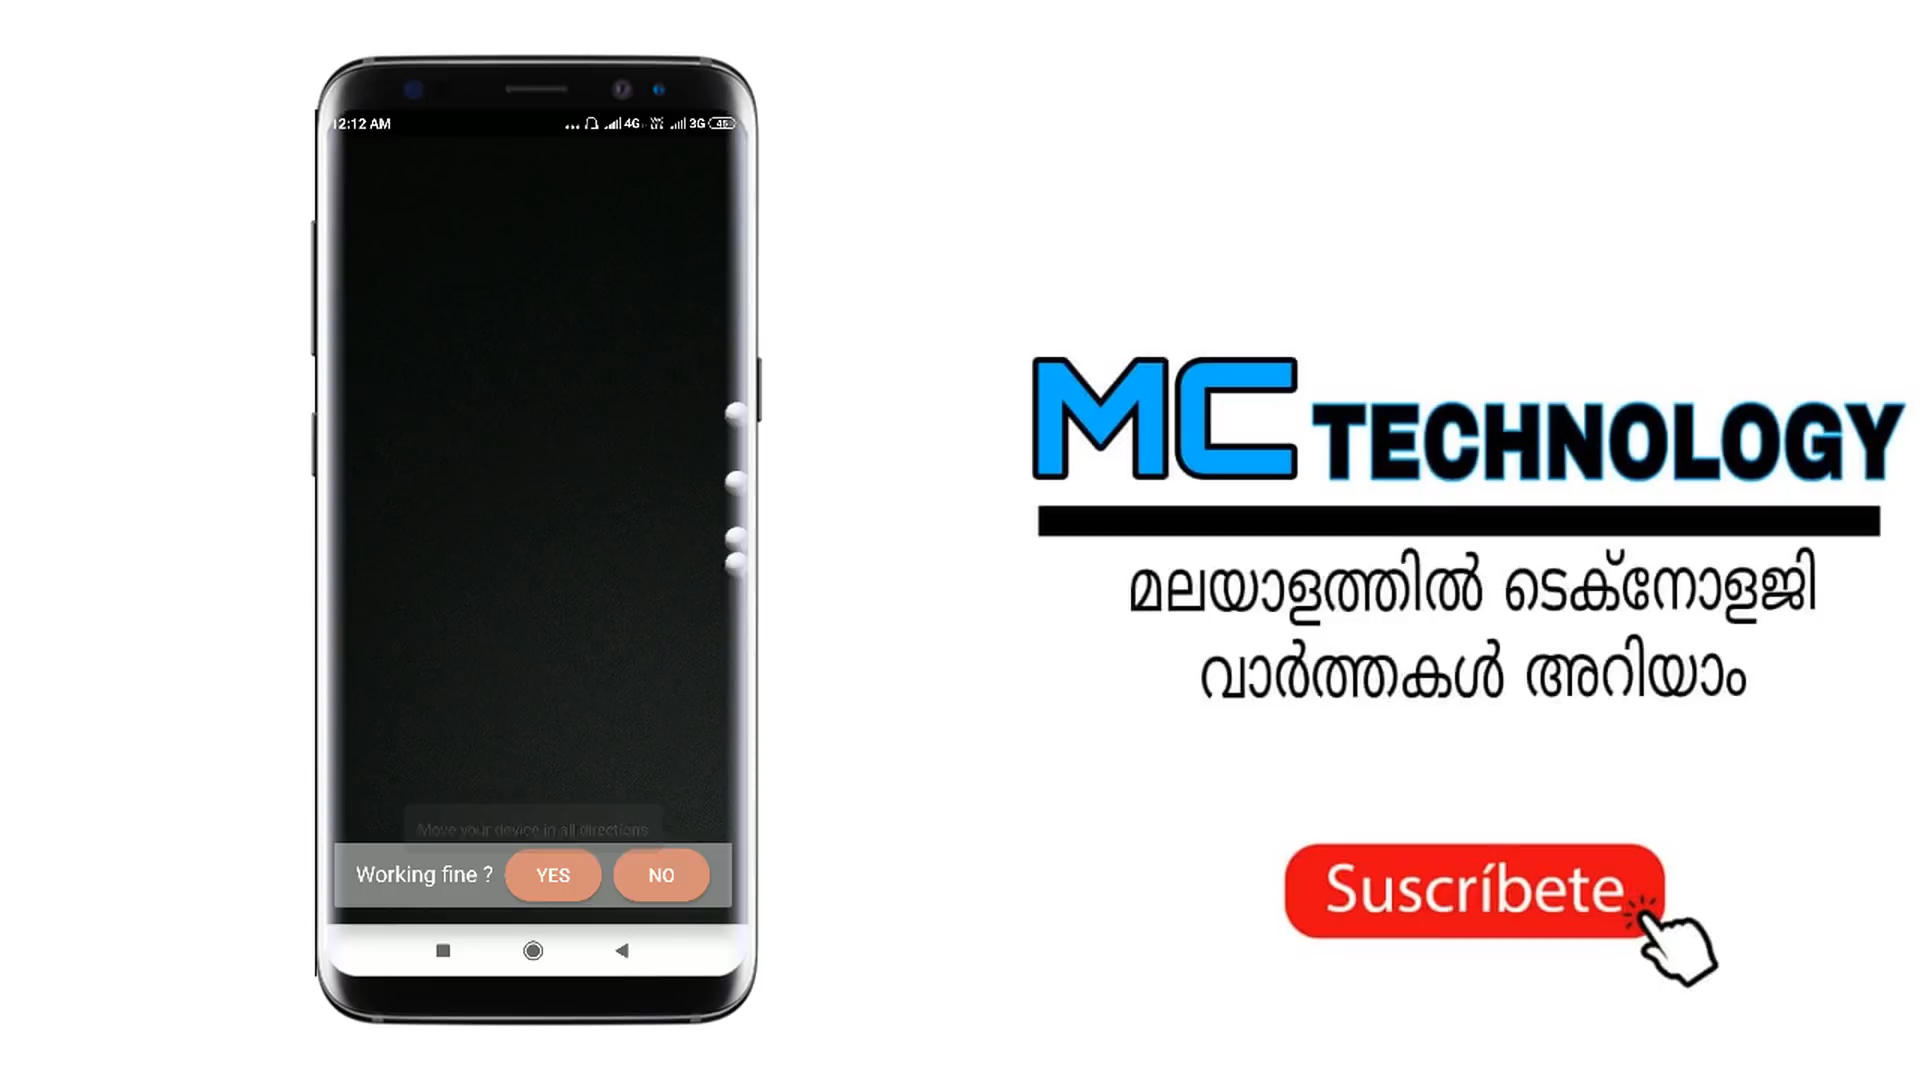 12:12 AM
4G 3G 45
Move your device in all directions
Working fine ? YES NO
MC TECHNOLOGY
മലയാളത്തിൽ ടെക്നോളജി
വാർത്തകൾ അറിയാം
Suscríbete